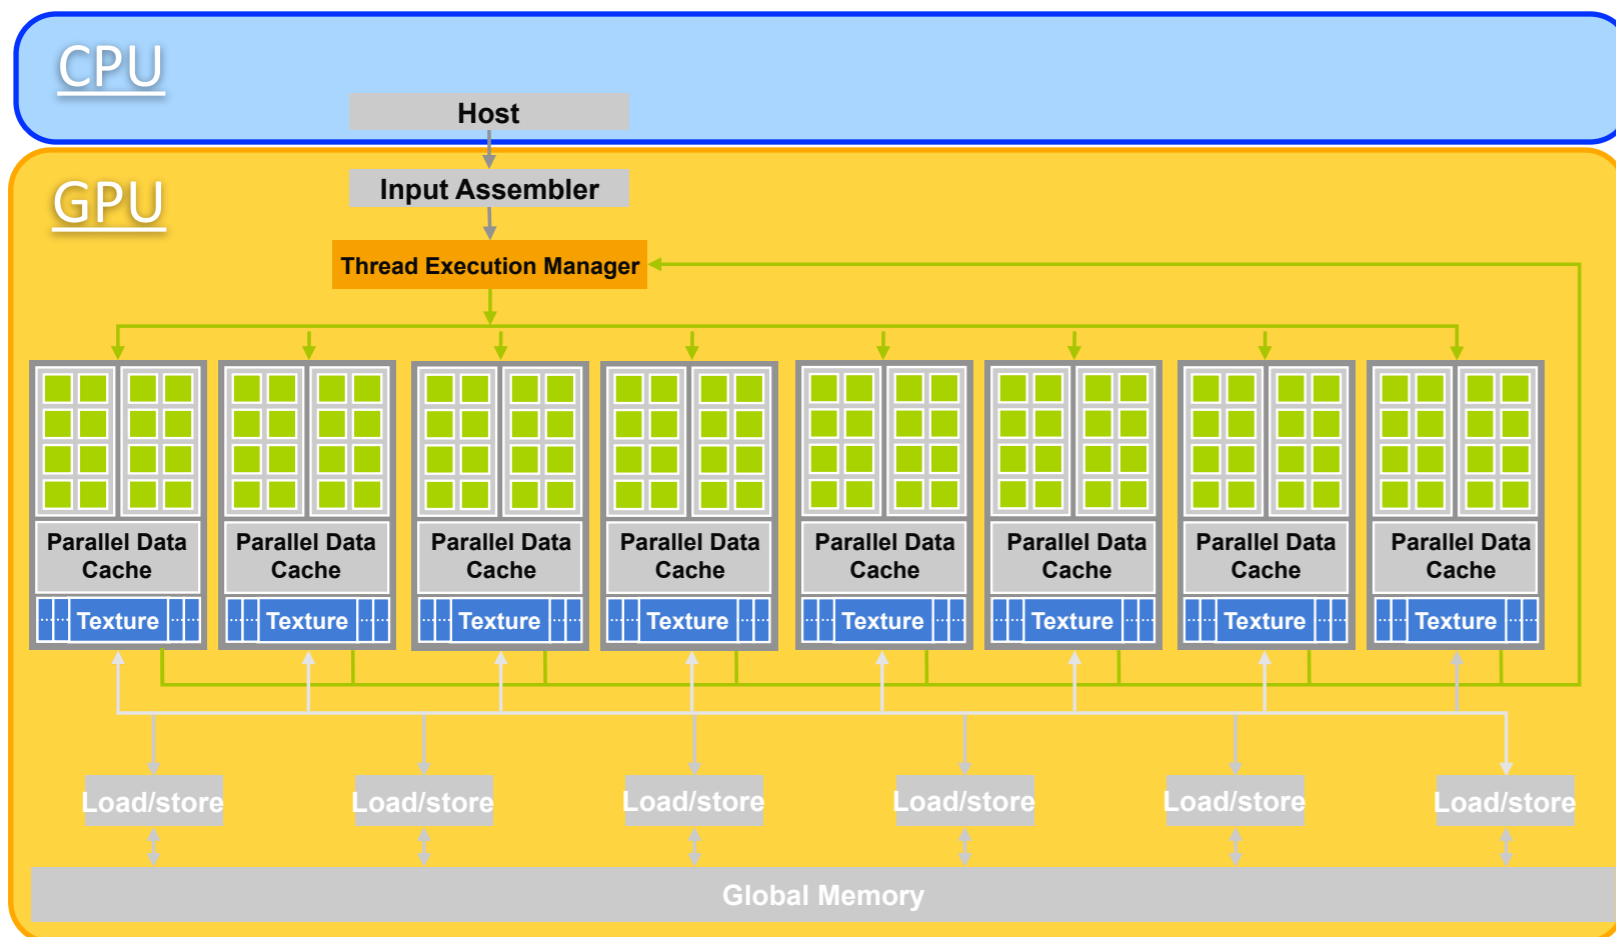 CPU
Host
GPU
Input Assembler
Thread Execution Manager
Parallel Data Cache
Parallel Data Cache
Parallel Data Cache
Parallel Data Cache
Parallel Data Cache
Parallel Data Cache
Parallel Data Cache
Parallel Data Cache
Texture
Texture
Texture
Texture
Texture
Texture
Texture
Texture
Load/store
Load/store
Load/store
Load/store
Load/store
Load/store
Global Memory